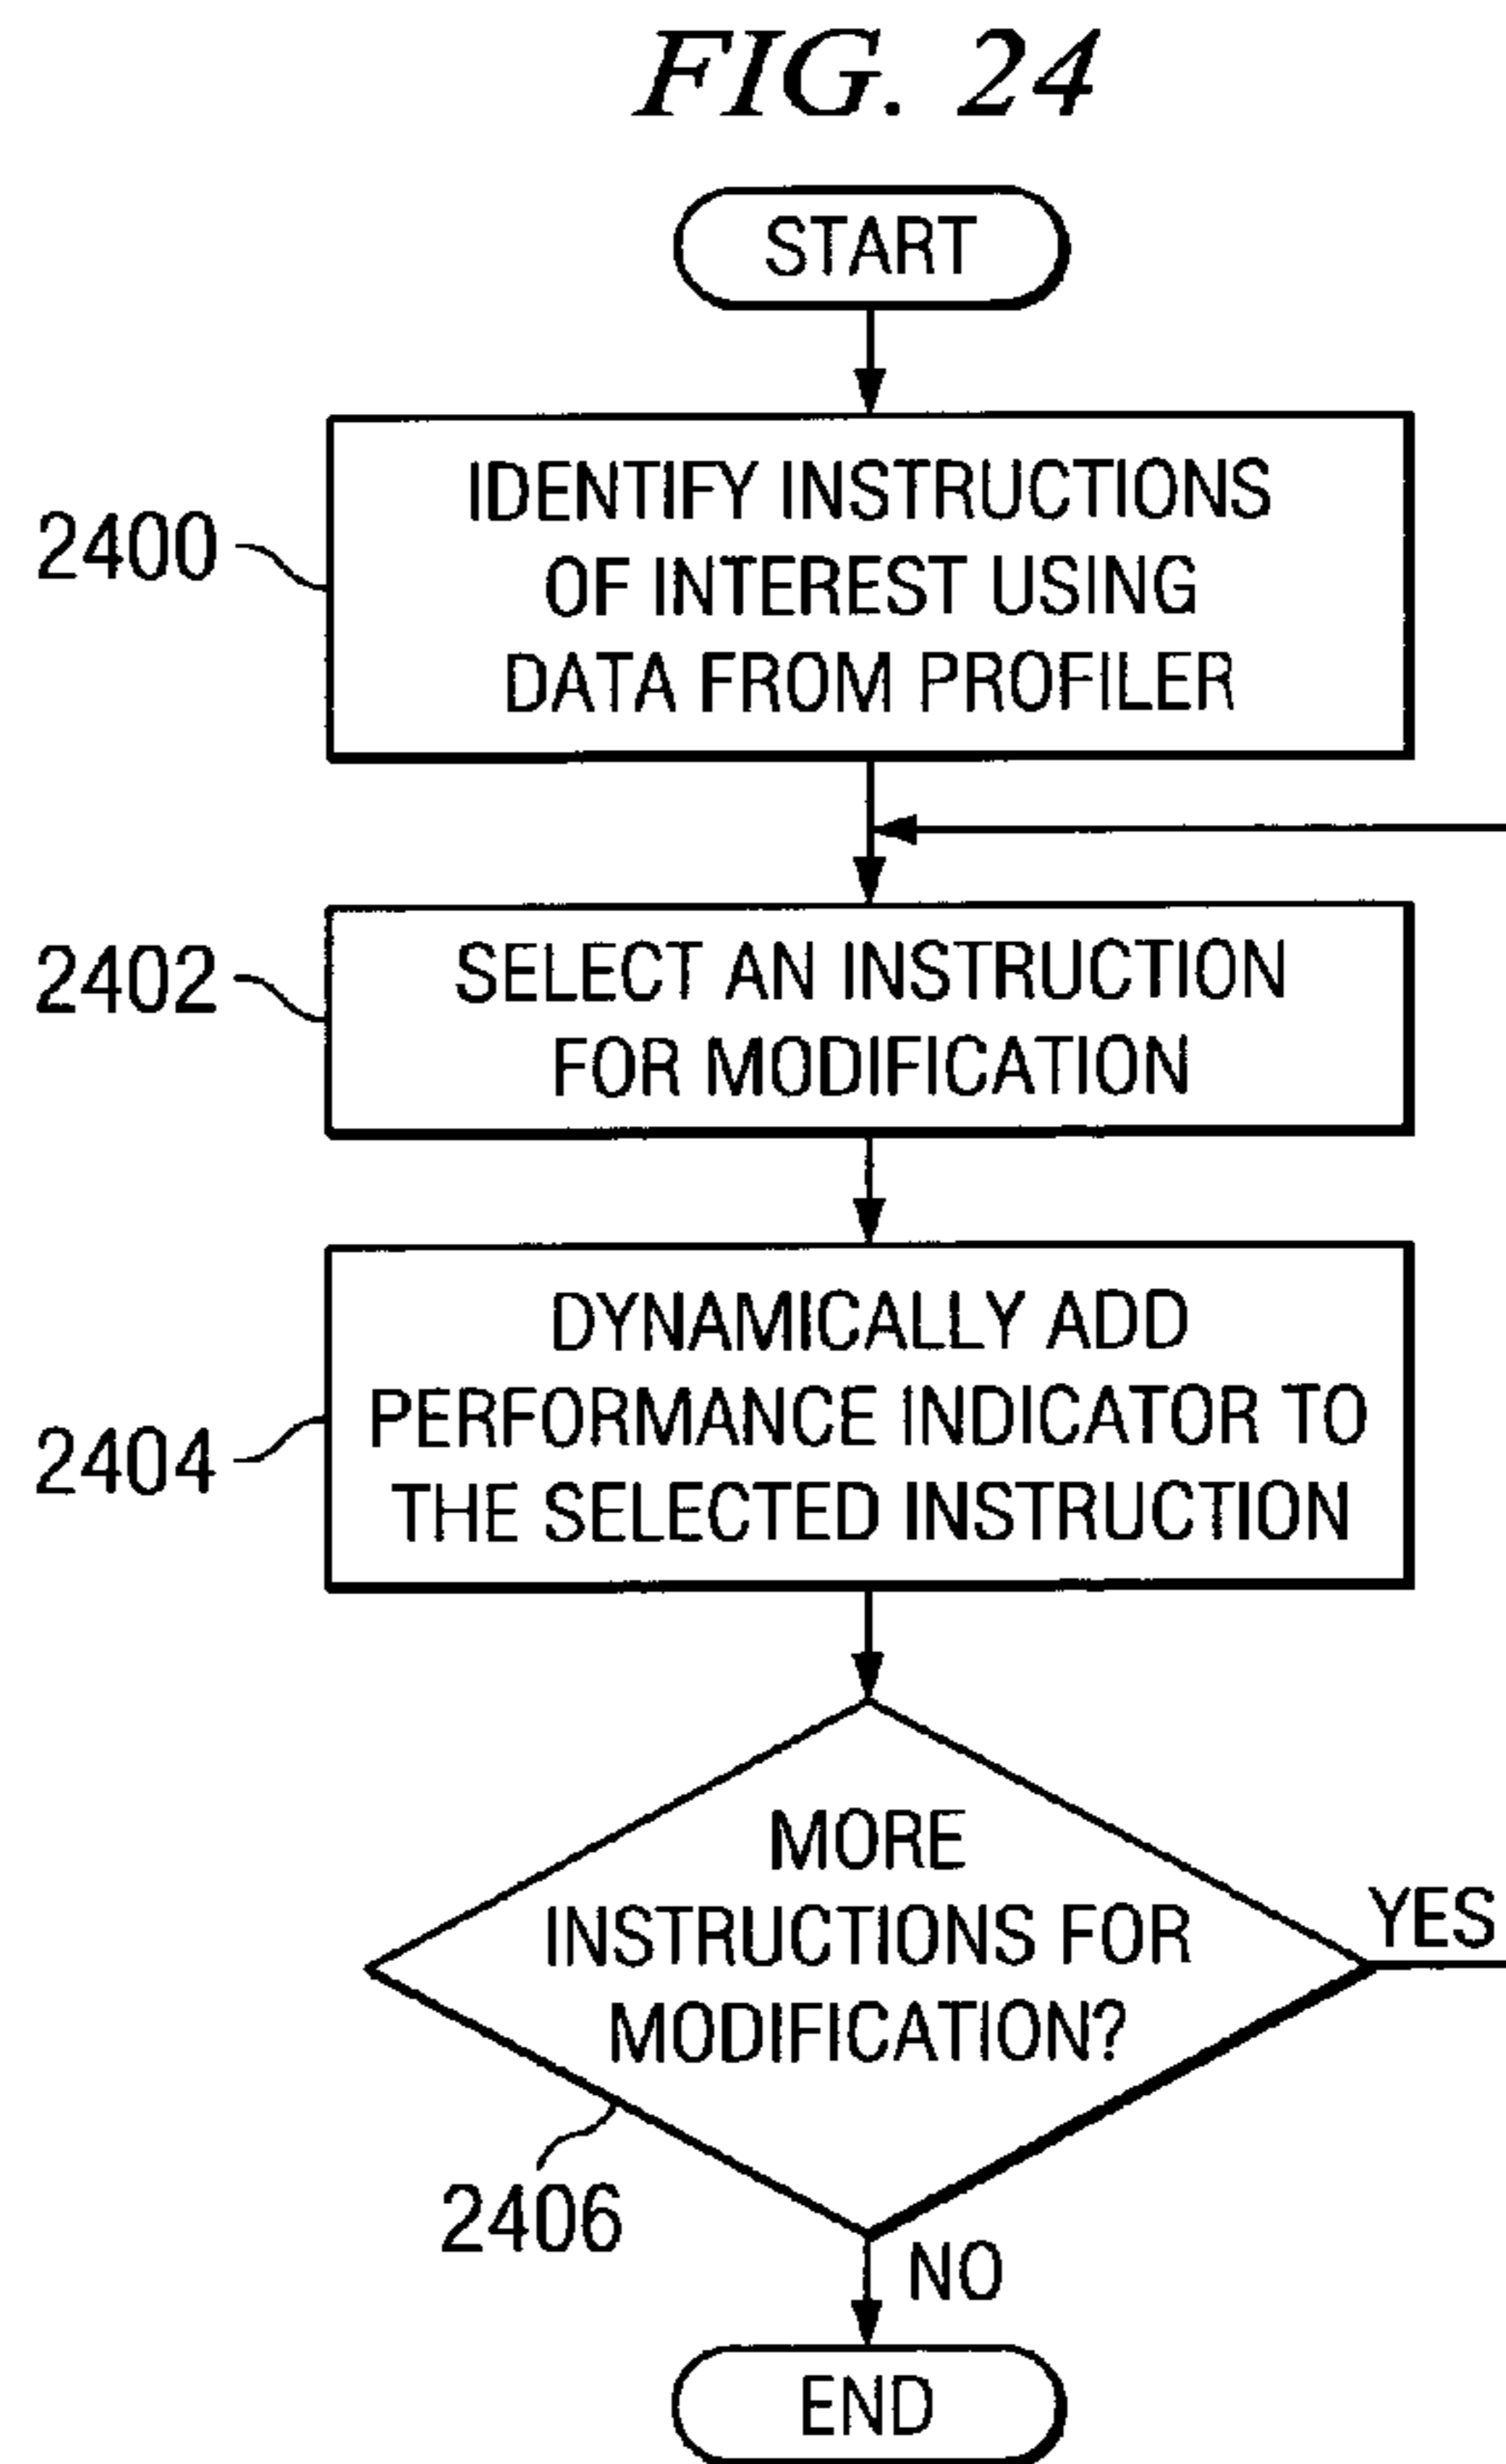 FIG. 24
START
2400
IDENTIFY INSTRUCTIONS
OF INTEREST USING
DATA FROM PROFILER
2402
SELECT AN INSTRUCTION
FOR MODIFICATION
2404
DYNAMICALLY ADD
PERFORMANCE INDICATOR TO
THE SELECTED INSTRUCTION
MORE
INSTRUCTIONS FOR
MODIFICATION?
YES
2406
NO
END